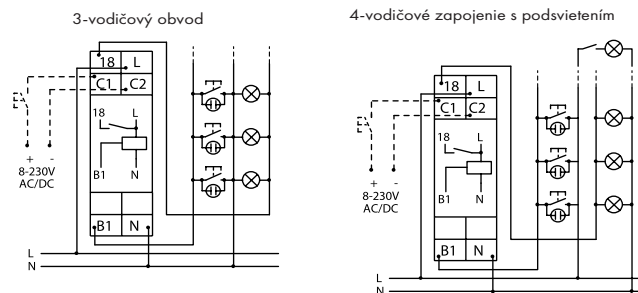 3-vodičový obvod
18 L
C1 C2
18 L
B1 N
+ -
8-230V
AC/DC
B1 N
L
N
4-vodičové zapojenie s podsvietením
18 L
C1 C2
18 L
B1 N
+ -
8-230V
AC/DC
B1 N
L
N